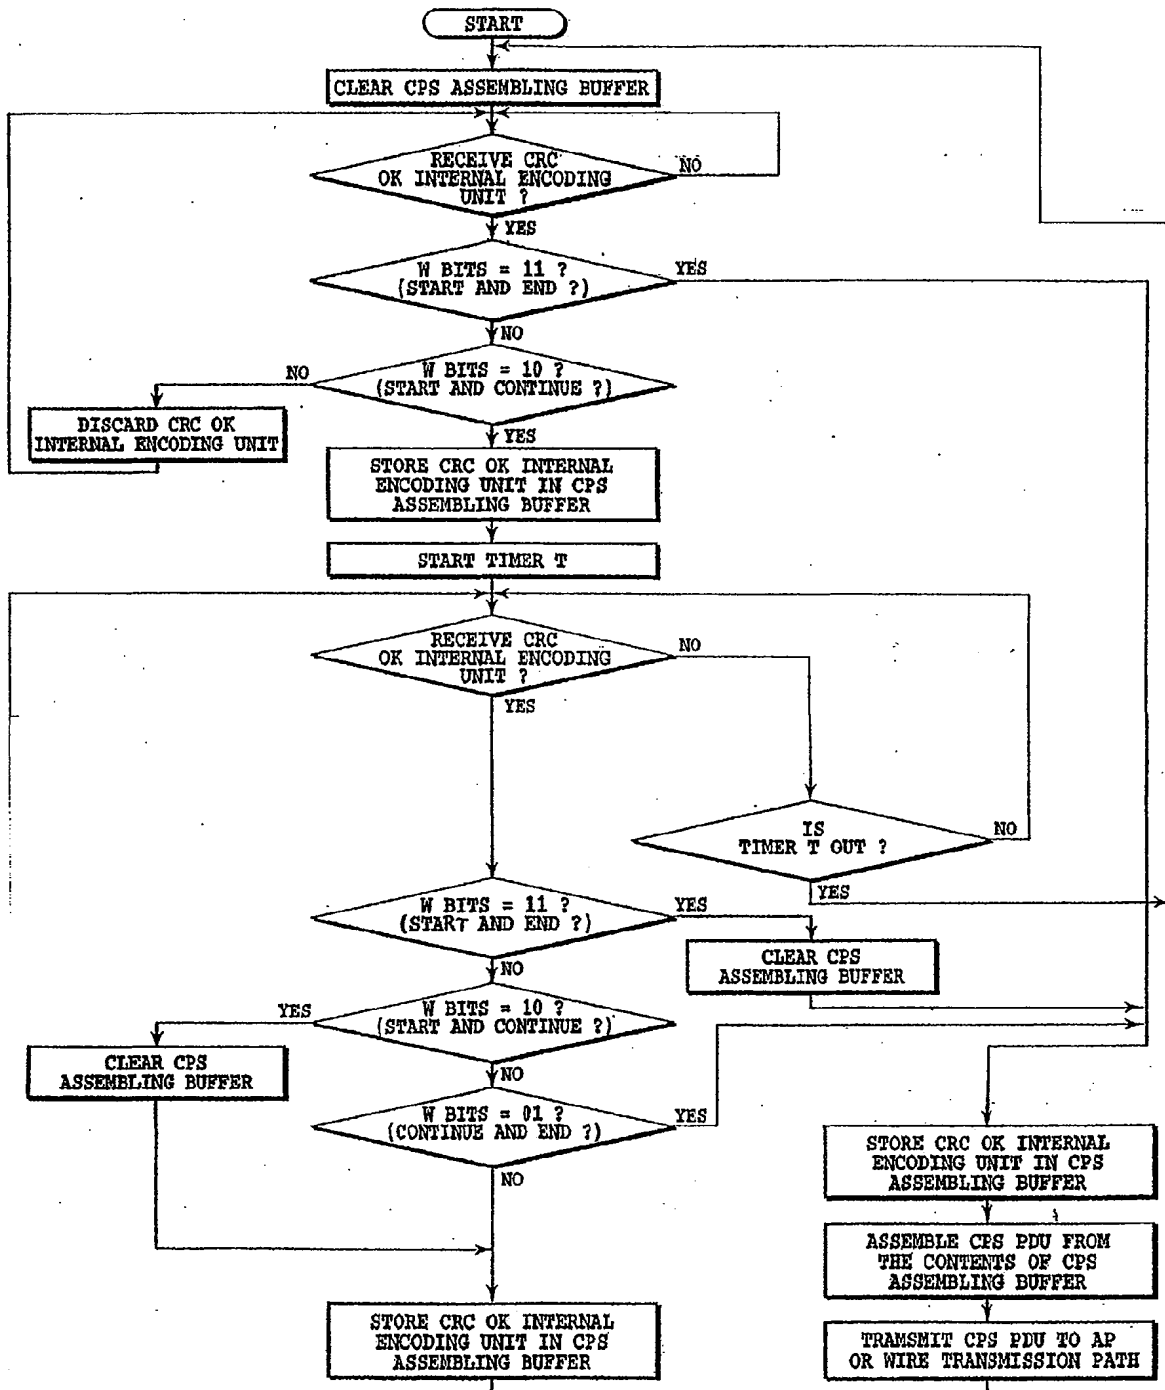 START
CLEAR CPS ASSEMBLING BUFFER
RECEIVE CRC
OK INTERNAL ENCODING
UNIT ?
NO
YES
W BITS = 11 ?
(START AND END ?)
YES
NO
W BITS = 10 ?
(START AND CONTINUE ?)
NO
YES
DISCARD CRC OK
INTERNAL ENCODING UNIT
STORE CRC OK INTERNAL
ENCODING UNIT IN CPS
ASSEMBLING BUFFER
START TIMER T
RECEIVE CRC
OK INTERNAL ENCODING
UNIT ?
NO
YES
IS
TIMER T OUT ?
NO
YES
W BITS = 11 ?
(START AND END ?)
YES
NO
CLEAR CPS
ASSEMBLING BUFFER
W BITS = 10 ?
(START AND CONTINUE ?)
YES
NO
CLEAR CPS
ASSEMBLING BUFFER
W BITS = 01 ?
(CONTINUE AND END ?)
YES
NO
STORE CRC OK INTERNAL
ENCODING UNIT IN CPS
ASSEMBLING BUFFER
ASSEMBLE CPS PDU FROM
THE CONTENTS OF CPS
ASSEMBLING BUFFER
STORE CRC OK INTERNAL
ENCODING UNIT IN CPS
ASSEMBLING BUFFER
TRAMSMIT CPS PDU TO AP
OR WIRE TRANSMISSION PATH